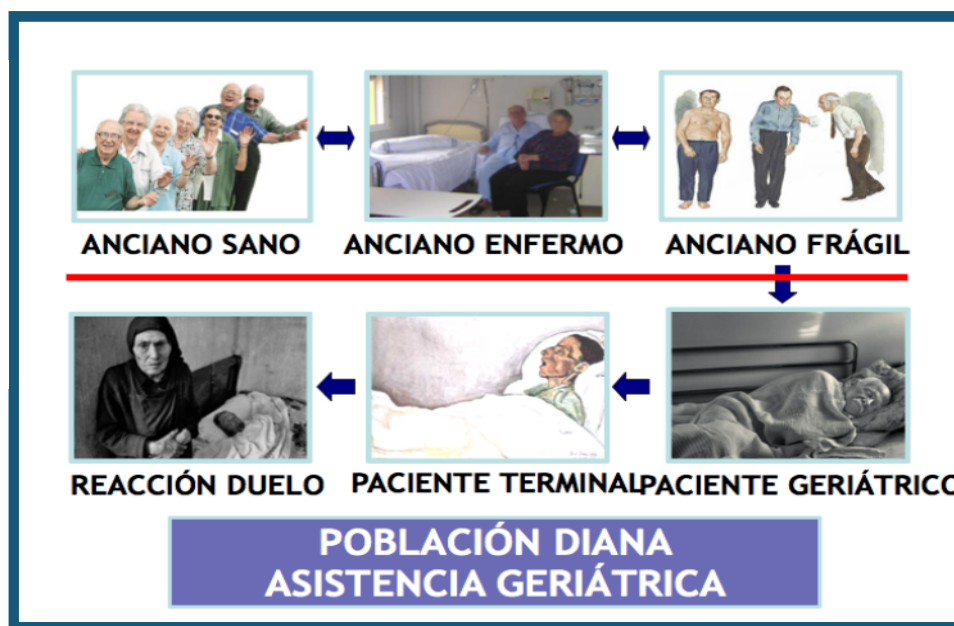 ANCIANO SANO
ANCIANO ENFERMO
ANCIANO FRÁGIL
REACCIÓN DUELO
PACIENTE TERMINAL
PACIENTE GERIÁTRICO
POBLACIÓN DIANA
ASISTENCIA GERIÁTRICA